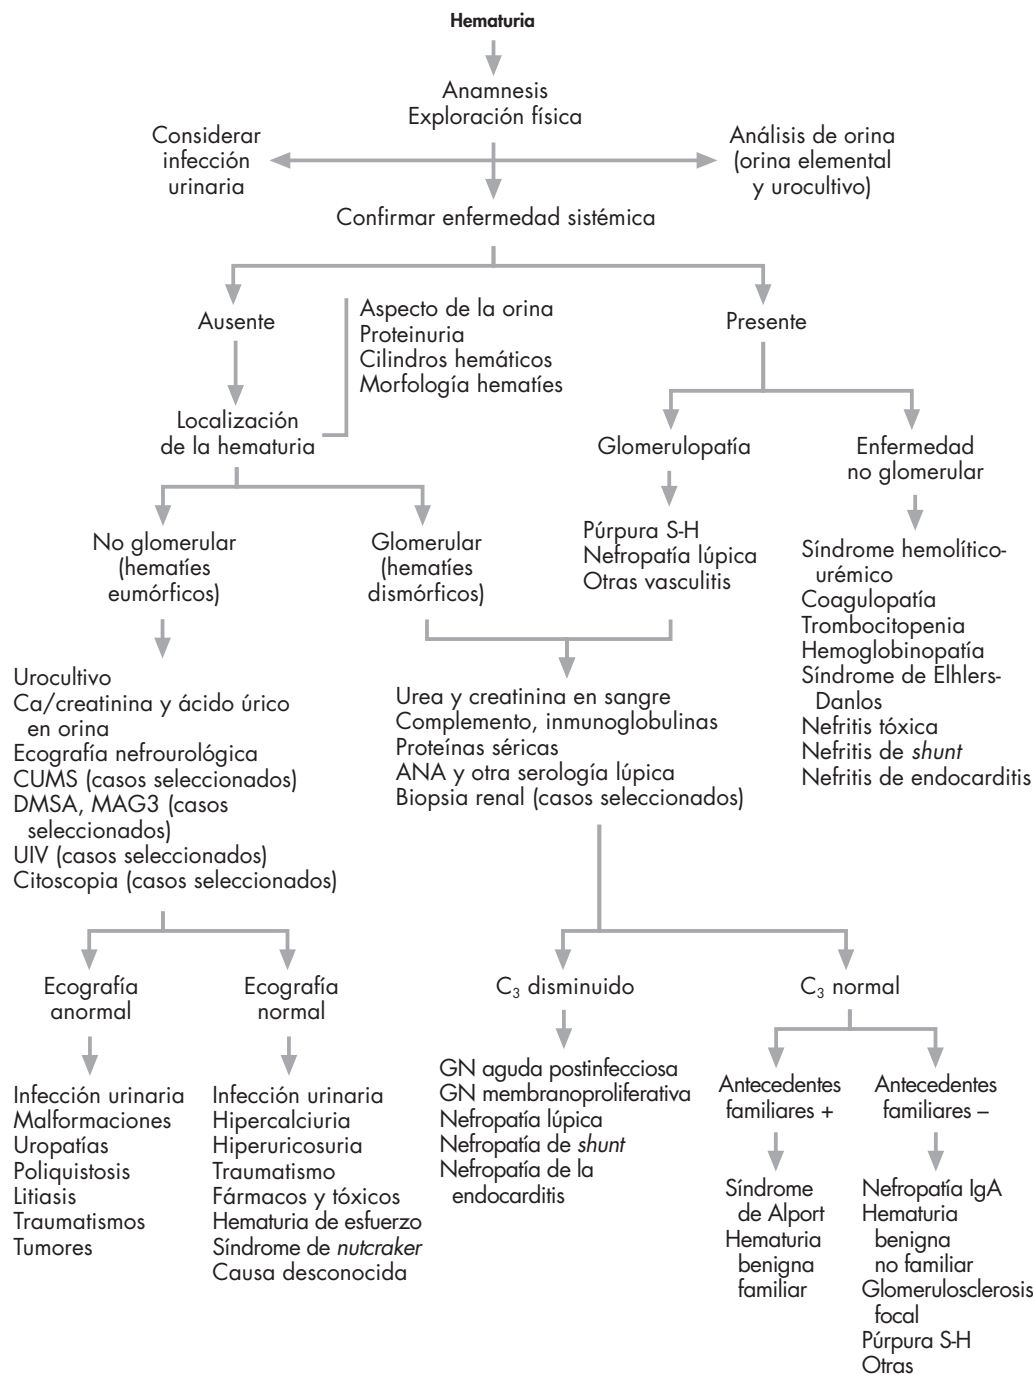 Hematuria
Anamnesis
Exploración física
Considerar
infección
urinaria
Análisis de orina
(orina elemental
y urocultivo)
Confirmar enfermedad sistémica
Ausente
Aspecto de la orina
Proteinuria
Cilindros hemáticos
Morfología hematíes
Presente
Localización
de la hematuria
Glomerulopatía
Enfermedad
no glomerular
No glomerular
(hematíes
eumórficos)
Glomerular
(hematíes
dismórficos)
Púrpura S-H
Nefropatía lúpica
Otras vasculitis
Síndrome hemolítico-
urémico
Coagulopatía
Trombocitopenia
Hemoglobinopatía
Síndrome de Elhlers-
Danlos
Nefritis tóxica
Nefritis de shunt
Nefritis de endocarditis
Urocultivo
Ca/creatinina y ácido úrico
en orina
Ecografía nefrourológica
CUMS (casos seleccionados)
DMSA, MAG3 (casos
seleccionados)
UIV (casos seleccionados)
Citoscopia (casos seleccionados)
Urea y creatinina en sangre
Complemento, inmunoglobulinas
Proteínas séricas
ANA y otra serología lúpica
Biopsia renal (casos seleccionados)
Ecografía
anormal
Ecografía
normal
C₃ disminuido
C₃ normal
Infección urinaria
Malformaciones
Uropatías
Poliquistosis
Litiasis
Traumatismos
Tumores
Infección urinaria
Hipercalciuria
Hiperuricosuria
Traumatismo
Fármacos y tóxicos
Hematuria de esfuerzo
Síndrome de nutcraker
Causa desconocida
GN aguda postinfecciosa
GN membranoproliferativa
Nefropatía lúpica
Nefropatía de shunt
Nefropatía de la
endocarditis
Antecedentes
familiares +
Antecedentes
familiares –
Síndrome
de Alport
Hematuria
benigna
familiar
Nefropatía IgA
Hematuria
benigna
no familiar
Glomerulosclerosis
focal
Púrpura S-H
Otras